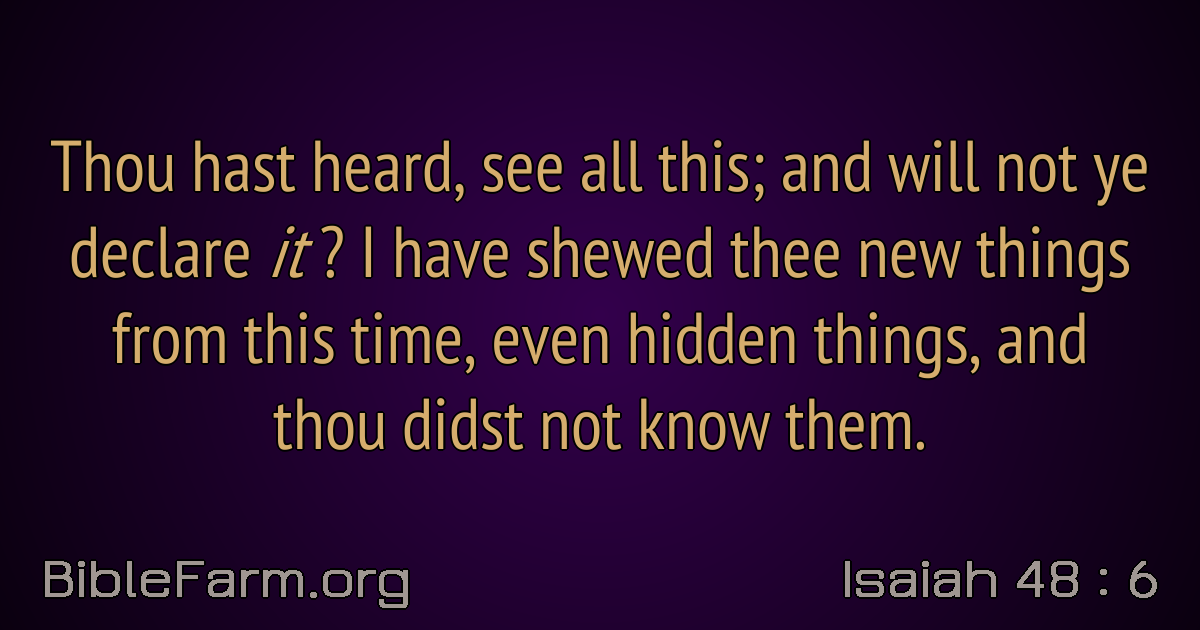 Thou hast heard, see all this; and will not ye
declare it ? I have shewed thee new things
from this time, even hidden things, and
thou didst not know them.
BibleFarm.org
Isaiah 48 : 6